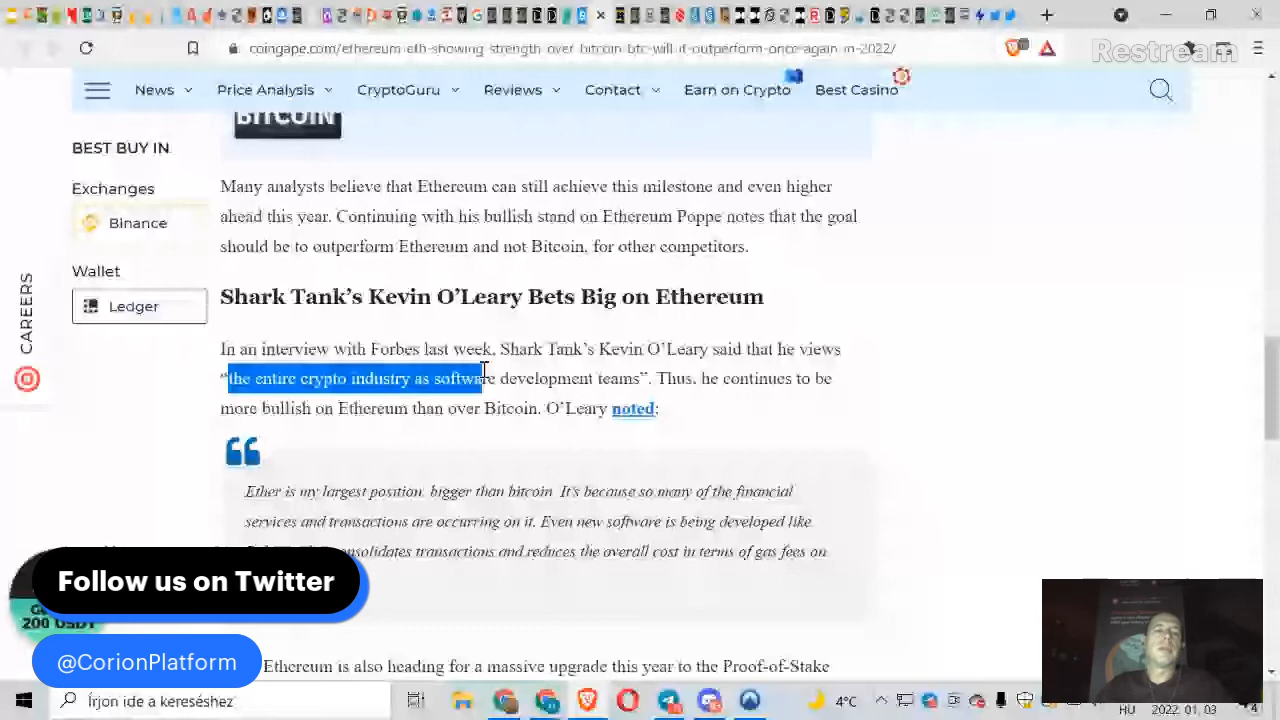 coingape.com/ethereum-eth-showing-strength-over-bitcoin-btc-will-it-outperform-once-again-in-2022/
Restream
News Price Analysis CryptoGuru Reviews Contact Earn on Crypto Best Casino
BITCOIN
BEST BUY IN
Exchanges
Binance
Wallet
Ledger
CAREERS
Many analysts believe that Ethereum can still achieve this milestone and even higher
ahead this year. Continuing with his bullish stand on Ethereum Poppe notes that the goal
should be to outperform Ethereum and not Bitcoin, for other competitors.
Shark Tank's Kevin O'Leary Bets Big on Ethereum
In an interview with Forbes last week, Shark Tank's Kevin O'Leary said that he views
“the entire crypto industry as software development teams”. Thus, he continues to be
more bullish on Ethereum than over Bitcoin. O'Leary noted:
Ether is my largest position, bigger than bitcoin. It's because so many of the financial
services and transactions are occurring on it. Even new software is being developed like
consolidates transactions and reduces the overall cost in terms of gas fees on
Follow us on Twitter
200 USDT
@CorionPlatform
Ethereum is also heading for a massive upgrade this year to the Proof-of-Stake
Írjon ide a kereséshez
4°C
HU
2022. 01. 03
4